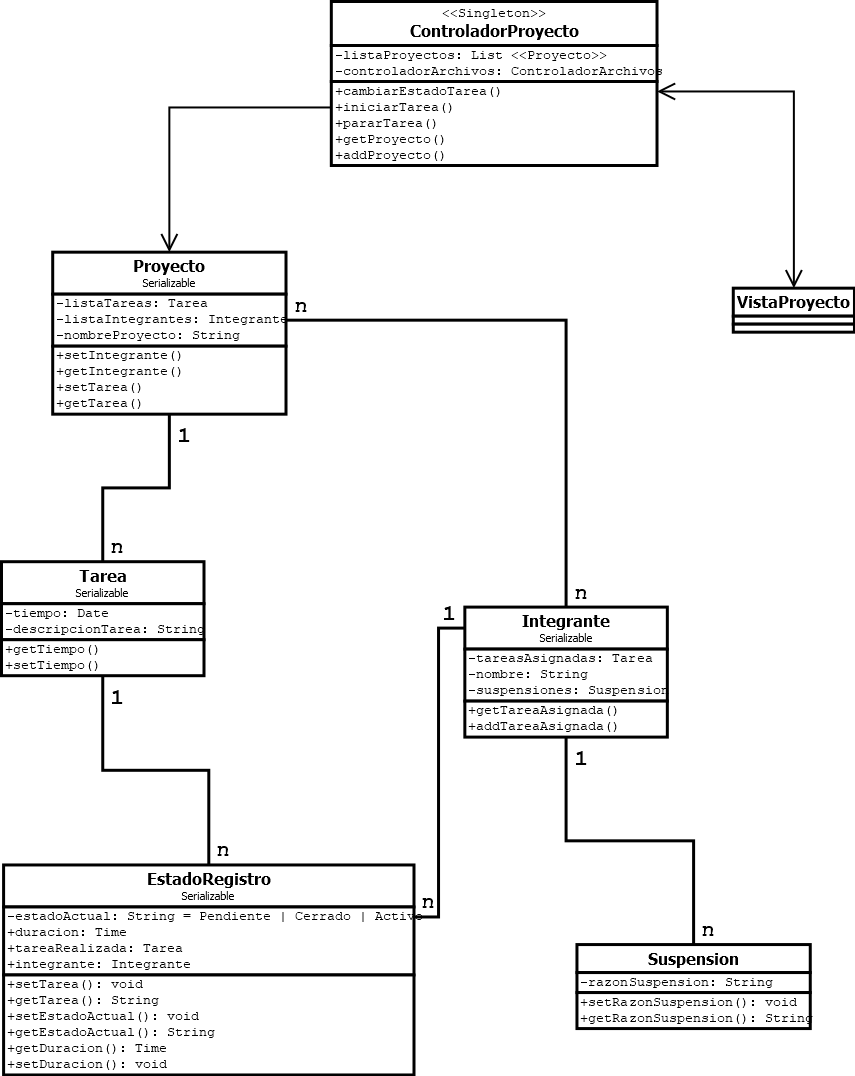 <<Singleton>>
ControladorProyecto
-listaProyectos: List <<Proyecto>>
-controladorArchivos: ControladorArchivos
+cambiarEstadoTarea()
+iniciarTarea()
+pararTarea()
+getProyecto()
+addProyecto()
Proyecto
Serializable
-listaTareas: Tarea
-listaIntegrantes: Integrante
-nombreProyecto: String
+setIntegrante()
+getIntegrante()
+setTarea()
+getTarea()
n
VistaProyecto
1
n
Tarea
Serializable
-tiempo: Date
-descripcionTarea: String
+getTiempo()
+setTiempo()
1
n
1
Integrante
Serializable
-tareasAsignadas: Tarea
-nombre: String
-suspensiones: Suspension
+getTareaAsignada()
+addTareaAsignada()
1
n
n
EstadoRegistro
Serializable
-estadoActual: String = Pendiente | Cerrado | Activo
+duracion: Time
+tareaRealizada: Tarea
+integrante: Integrante
+setTarea(): void
+getTarea(): String
+setEstadoActual(): void
+getEstadoActual(): String
+getDuracion(): Time
+setDuracion(): void
n
Suspension
-razonSuspension: String
+setRazonSuspension(): void
+getRazonSuspension(): String